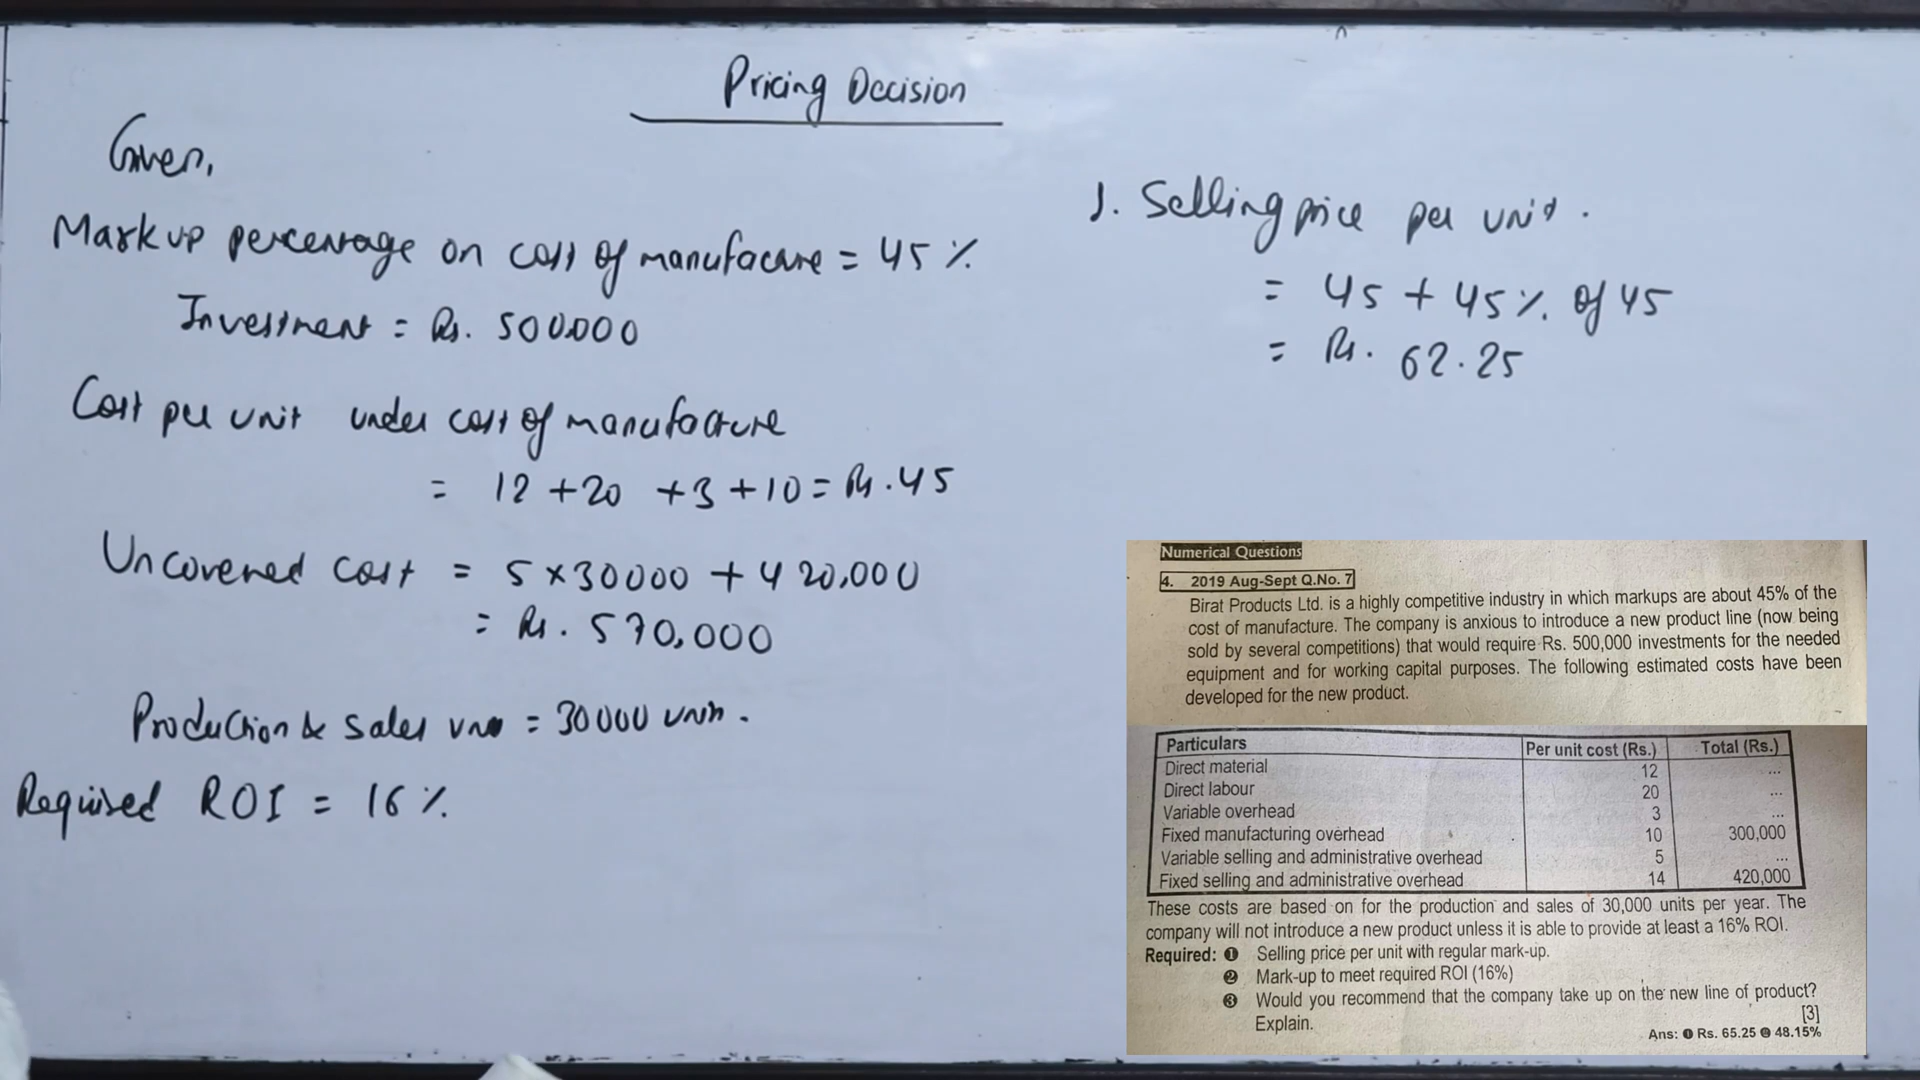 Pricing Decision
Given,
Mark up percentage on cost of manufacure = 45 %
Investment = Rs. 500.000
Cost per unit under cost of manufacture
= 12 + 20 + 3 + 10 = Rs. 45
Uncovered cost = 5 × 30000 + 420,000
= Rs. 570,000
Production & sales = 30000 units.
Required ROI = 16 %
1. Selling price per unit.
= 45 + 45 % of 45
= Rs. 62.25
Numerical Questions
4. 2019 Aug-Sept Q.No. 7
Birat Products Ltd. is a highly competitive industry in which markups are about 45% of the
cost of manufacture. The company is anxious to introduce a new product line (now being
sold by several competitions) that would require Rs. 500,000 investments for the needed
equipment and for working capital purposes. The following estimated costs have been
developed for the new product.
Particulars Per unit cost (Rs.) Total (Rs.)
Direct material 12 ...
Direct labour 20 ...
Variable overhead 3 ...
Fixed manufacturing overhead 10 300,000
Variable selling and administrative overhead 5 ...
Fixed selling and administrative overhead 14 420,000
These costs are based on for the production and sales of 30,000 units per year. The
company will not introduce a new product unless it is able to provide at least a 16% ROI.
Required: ❶ Selling price per unit with regular mark-up.
❷ Mark-up to meet required ROI (16%)
❸ Would you recommend that the company take up on the new line of product?
Explain. [3]
Ans: ❶ Rs. 65.25 ❷ 48.15%